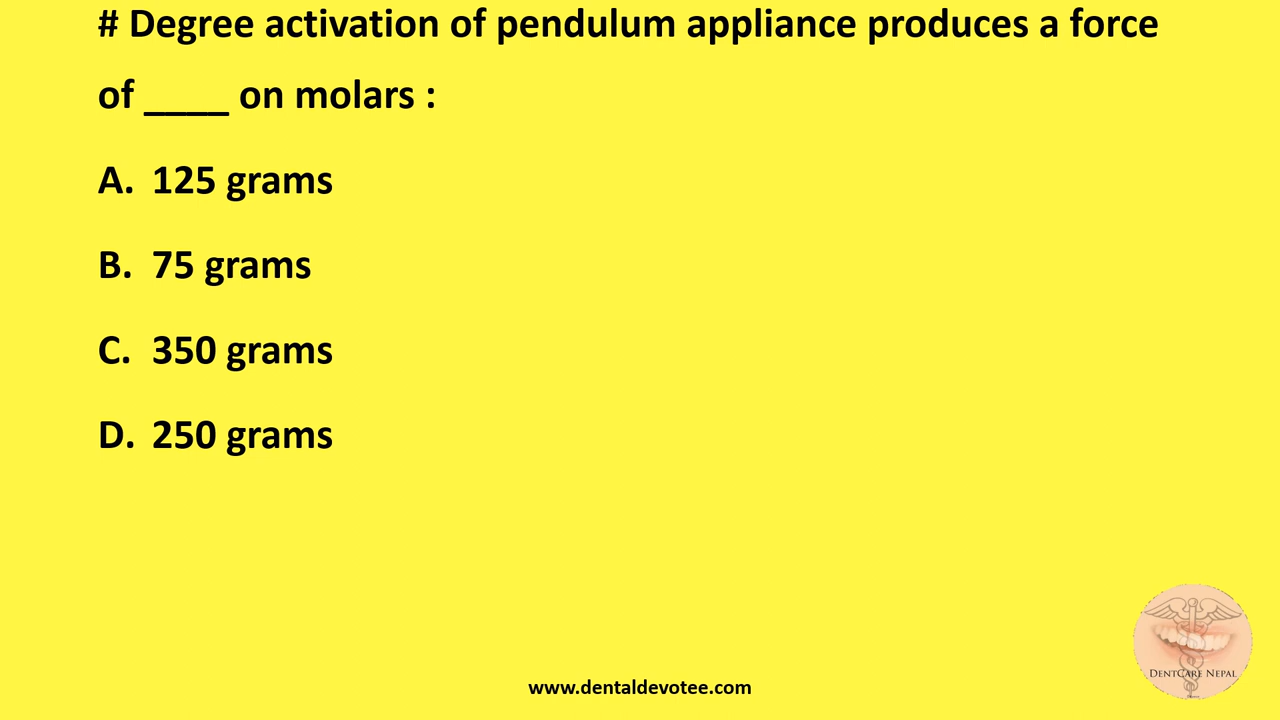 # Degree activation of pendulum appliance produces a force
of ____ on molars :
A. 125 grams
B. 75 grams
C. 350 grams
D. 250 grams
DentCare Nepal
www.dentaldevotee.com